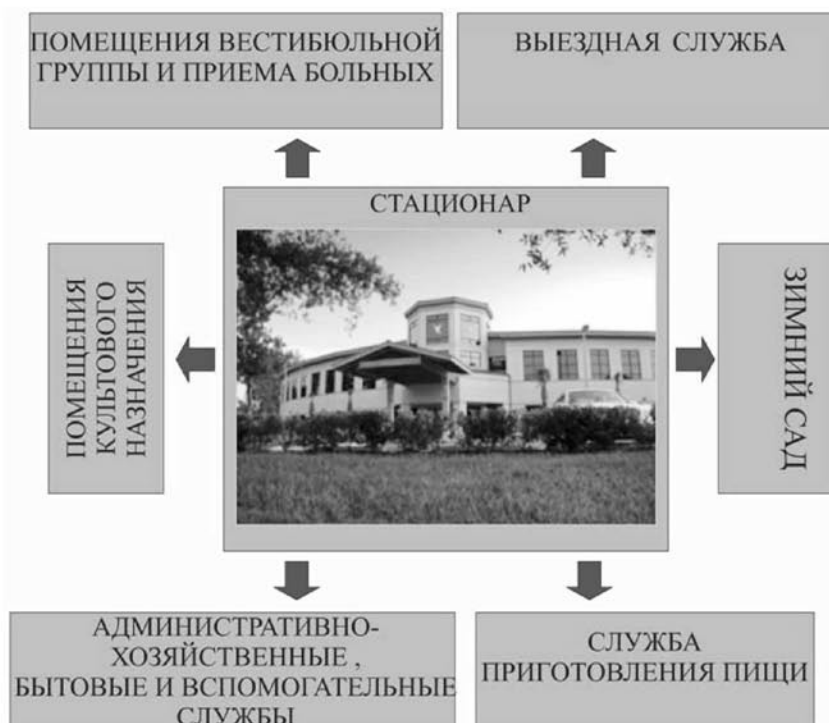 ПОМЕЩЕНИЯ ВЕСТИБЮЛЬНОЙ
ГРУППЫ И ПРИЕМА БОЛЬНЫХ
ВЫЕЗДНАЯ СЛУЖБА
СТАЦИОНАР
ПОМЕЩЕНИЯ
КУЛЬТОВОГО
НАЗНАЧЕНИЯ
ЗИМНИЙ САД
АДМИНИСТРАТИВНО-
ХОЗЯЙСТВЕННЫЕ ,
БЫТОВЫЕ И ВСПОМОГАТЕЛЬНЫЕ
СЛУЖБЫ
СЛУЖБА
ПРИГОТОВЛЕНИЯ ПИЩИ